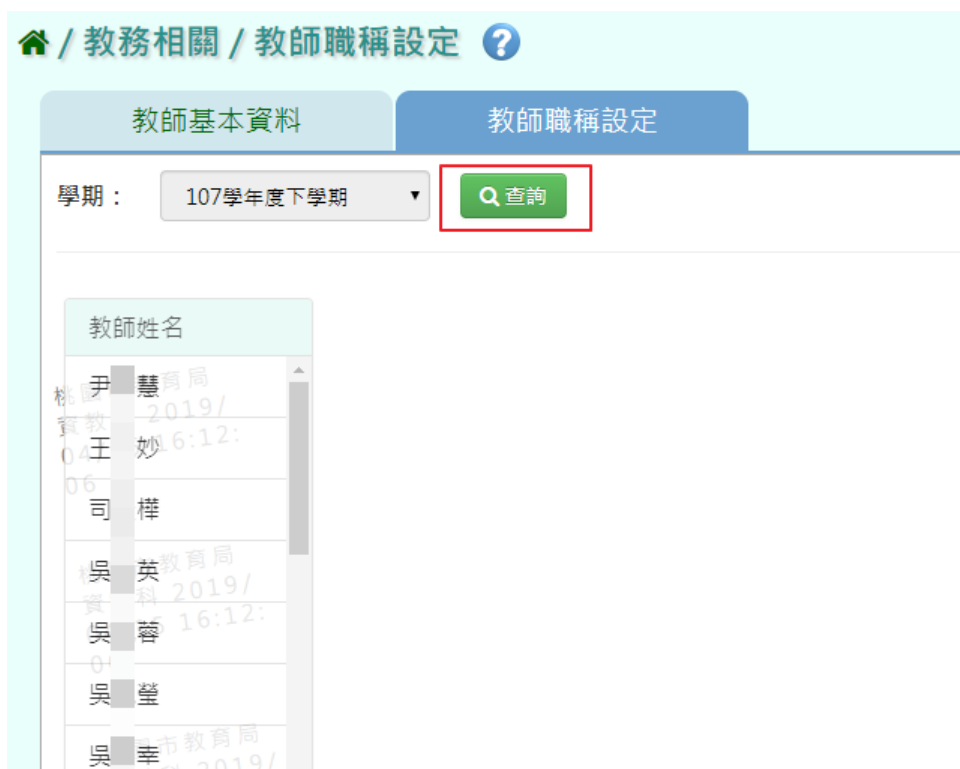 / 教務相關 / 教師職稱設定 ?
教師基本資料 教師職稱設定
學期： 107學年度下學期 查詢
教師姓名
尹 慧
王 妙
司 樺
吳 英
吳 蓉
吳 瑩
吳 幸